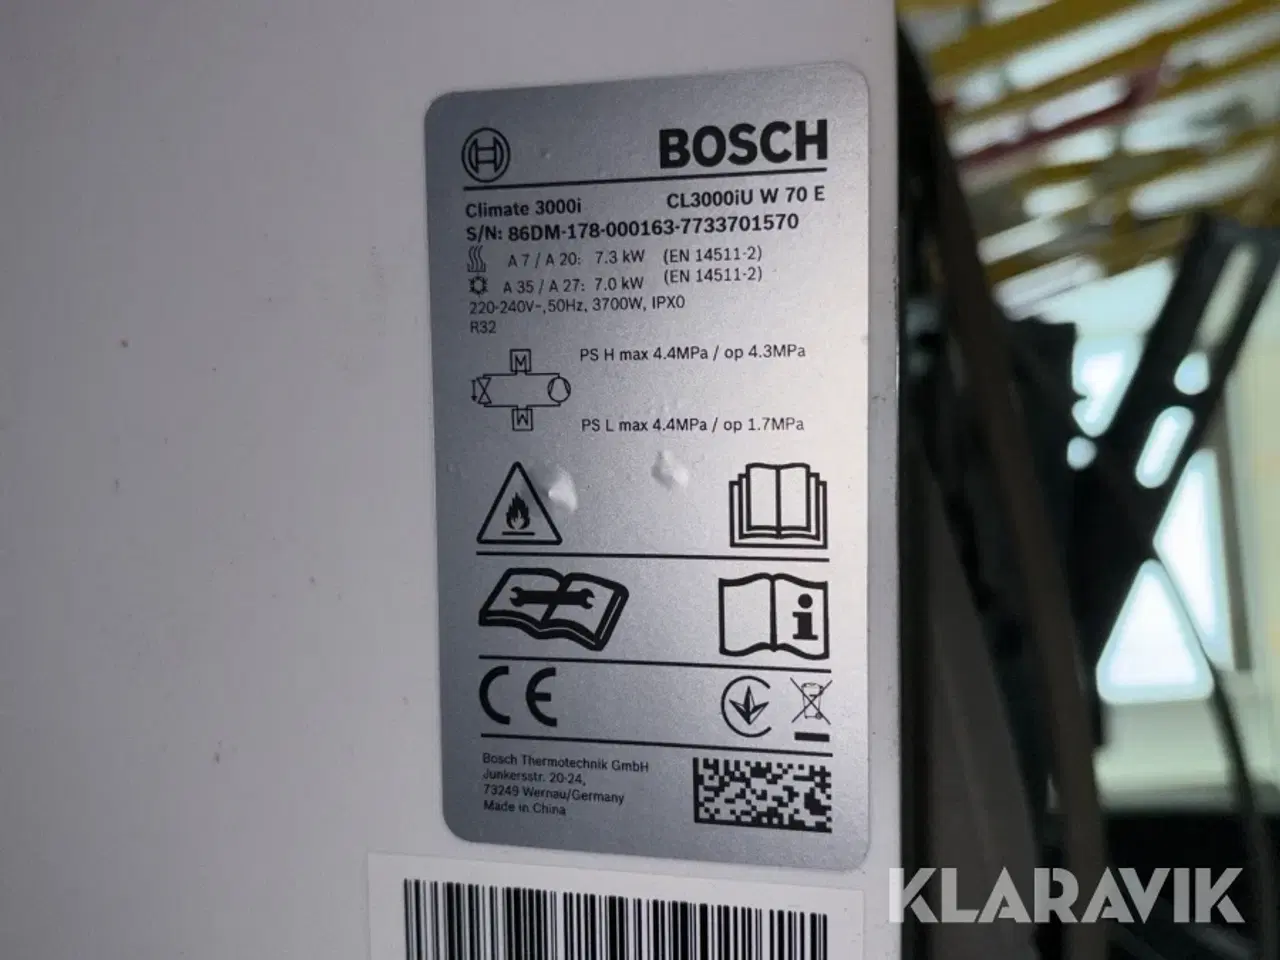 BOSCH
Climate 3000i CL3000iU W 70 E
S/N: 86DM-178-000163-7733701570
A 7 / A 20: 7.3 kW (EN 14511-2)
A 35 / A 27: 7.0 kW (EN 14511-2)
220-240V~,50Hz, 3700W, IPX0
R32
M
PS H max 4.4MPa / op 4.3MPa
PS L max 4.4MPa / op 1.7MPa
CE
Bosch Thermotechnik GmbH
Junkersstr. 20-24,
73249 Wernau/Germany
Made in China
KLARAVIK